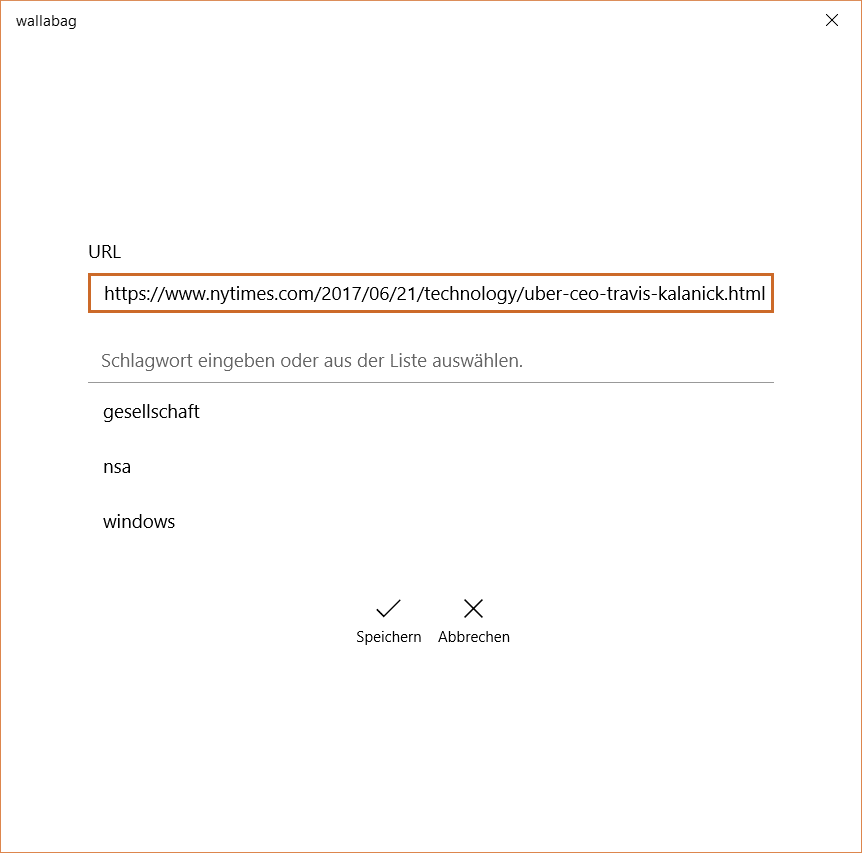 wallabag
URL
https://www.nytimes.com/2017/06/21/technology/uber-ceo-travis-kalanick.html
Schlagwort eingeben oder aus der Liste auswählen.
gesellschaft
nsa
windows
Speichern Abbrechen